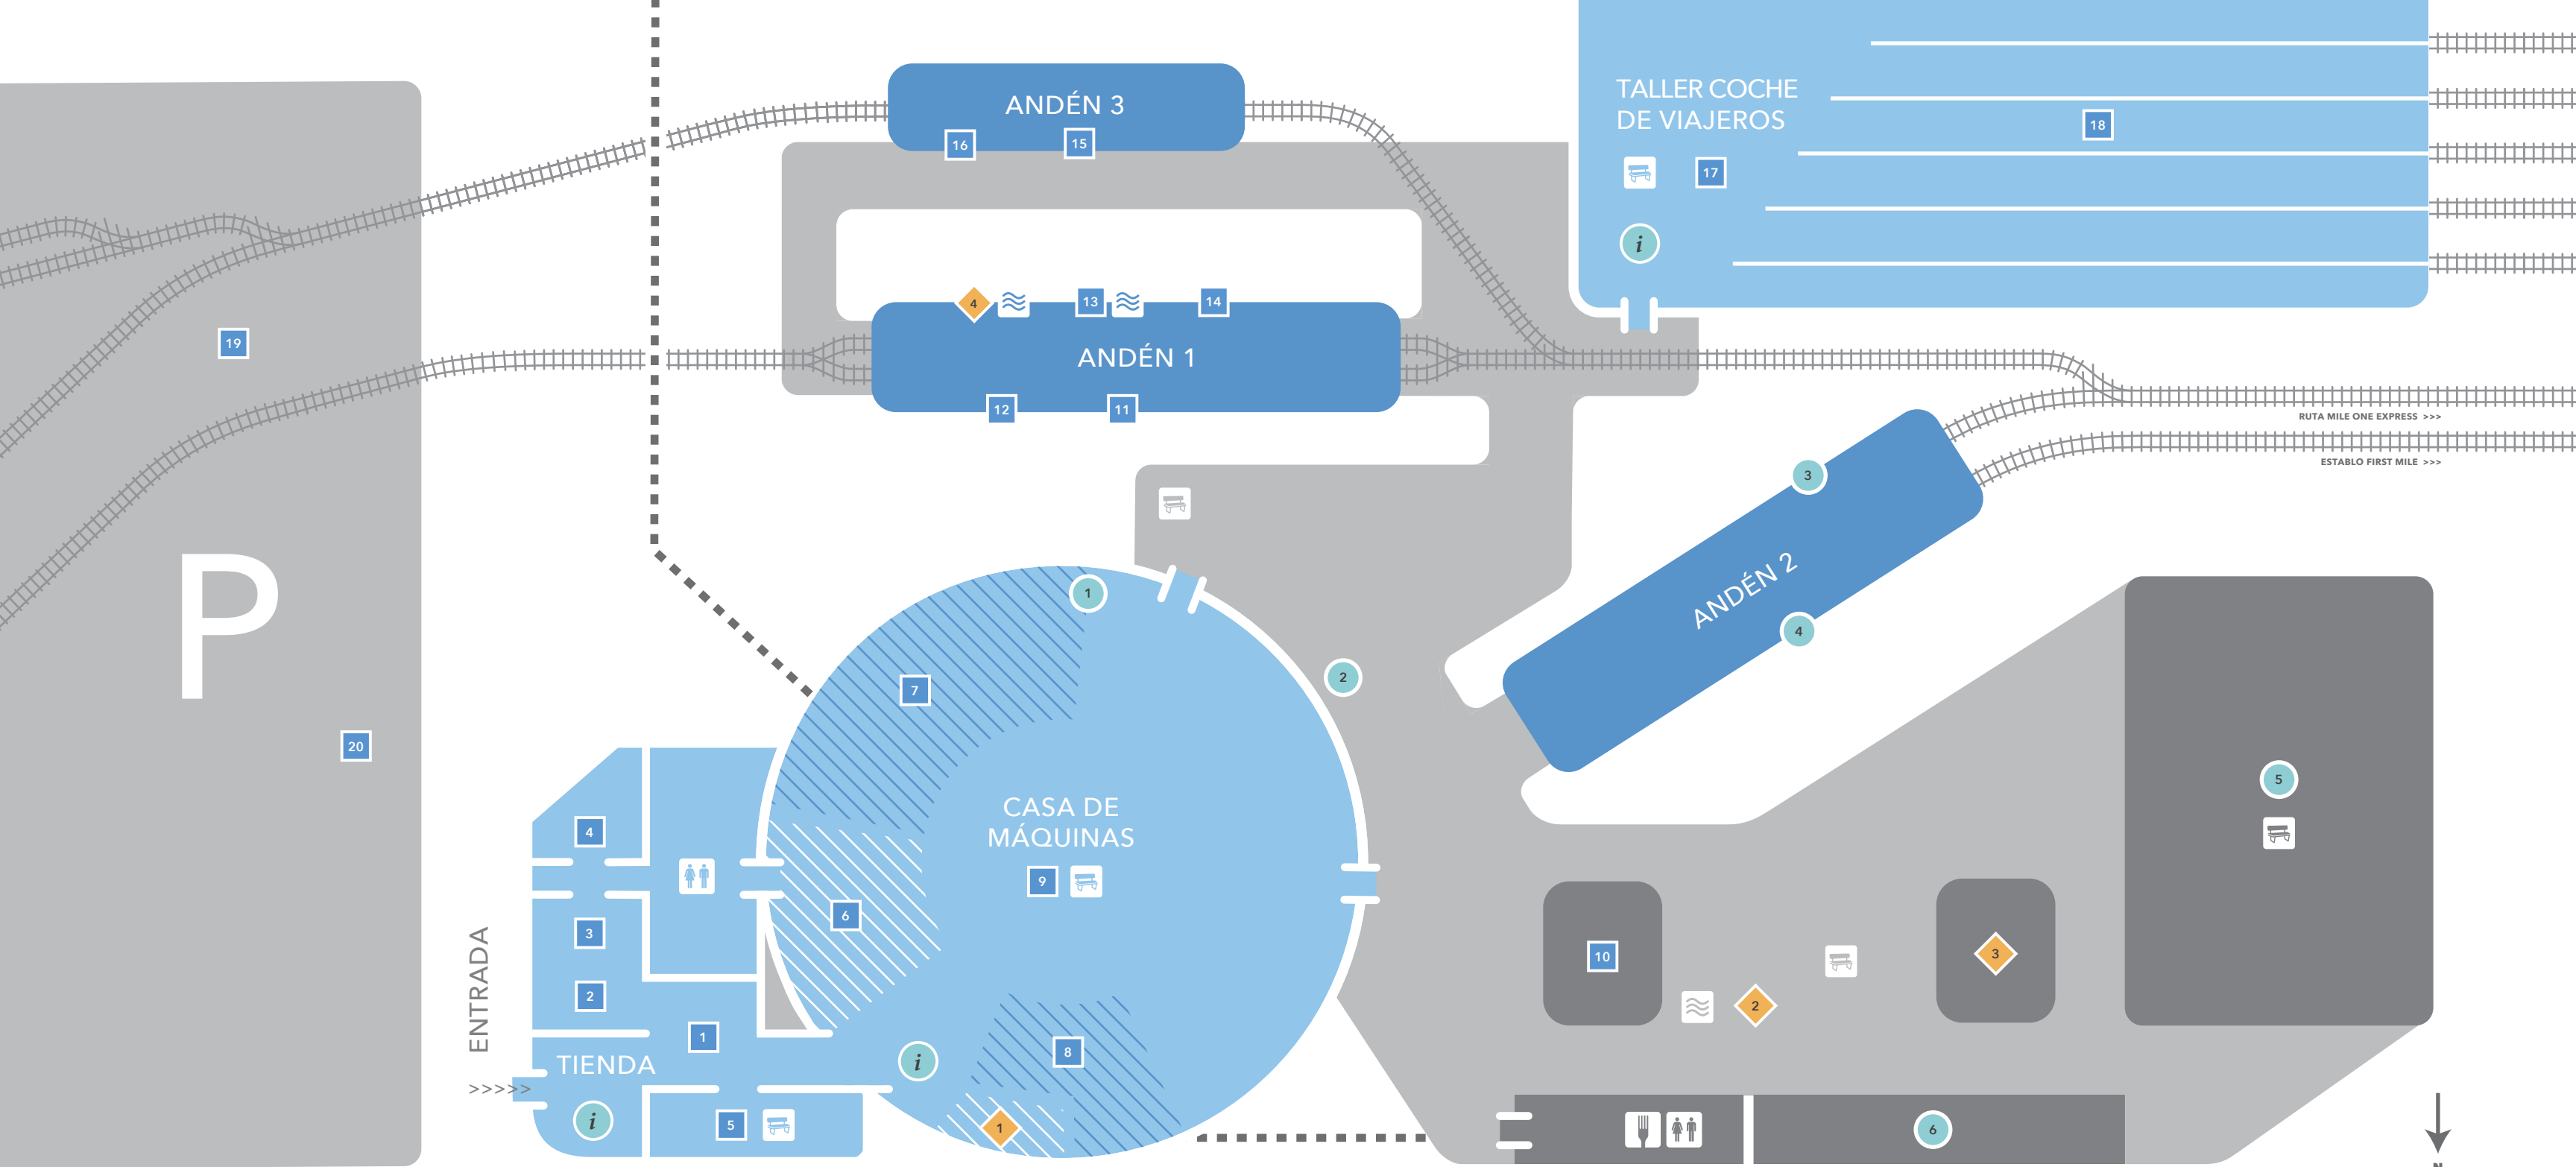 ANDÉN 3
16
15
TALLER COCHE
DE VIAJEROS
18
17
i
4
13
14
ANDÉN 1
12
11
19
RUTA MILE ONE EXPRESS >>>
ESTABLO FIRST MILE >>>
P
20
3
ANDÉN 2
4
1
2
7
CASA DE
MÁQUINAS
9
6
8
1
i
5
4
3
2
1
ENTRADA
>>>>>
TIENDA
i
5
10
2
3
6